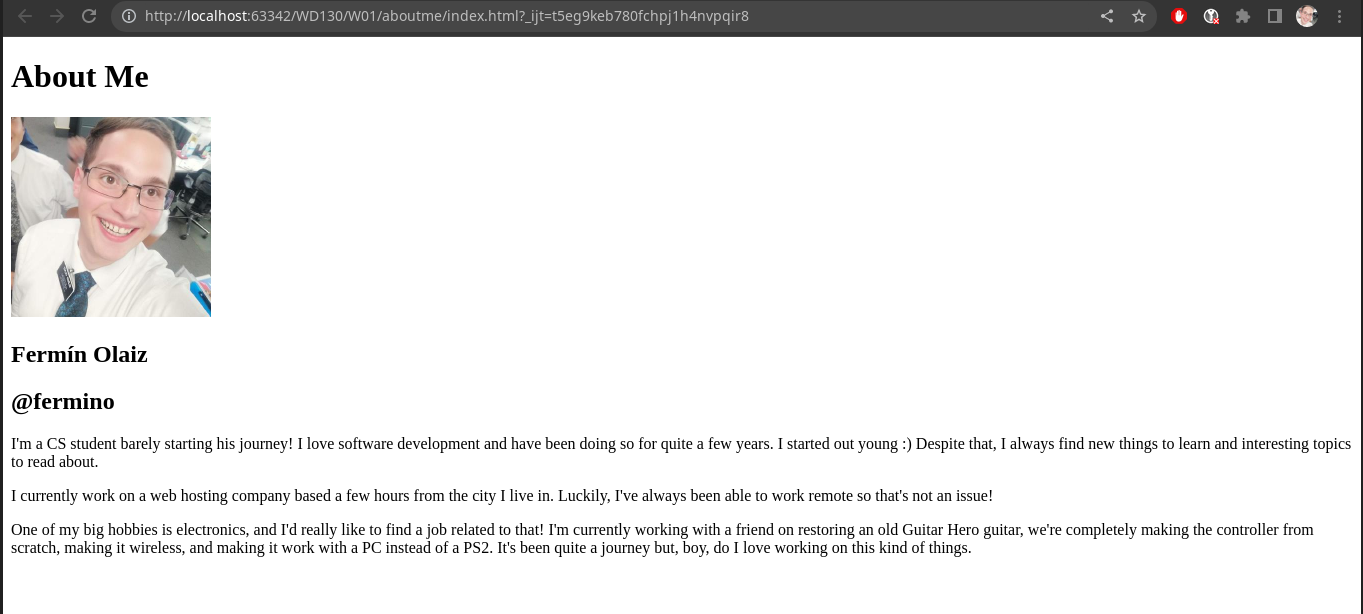 http://localhost:63342/WD130/W01/aboutme/index.html?_ijt=t5eg9keb780fchpj1h4nvpqir8
About Me
Fermín Olaiz
@fermino
I'm a CS student barely starting his journey! I love software development and have been doing so for quite a few years. I started out young :) Despite that, I always find new things to learn and interesting topics
to read about.
I currently work on a web hosting company based a few hours from the city I live in. Luckily, I've always been able to work remote so that's not an issue!
One of my big hobbies is electronics, and I'd really like to find a job related to that! I'm currently working with a friend on restoring an old Guitar Hero guitar, we're completely making the controller from
scratch, making it wireless, and making it work with a PC instead of a PS2. It's been quite a journey but, boy, do I love working on this kind of things.